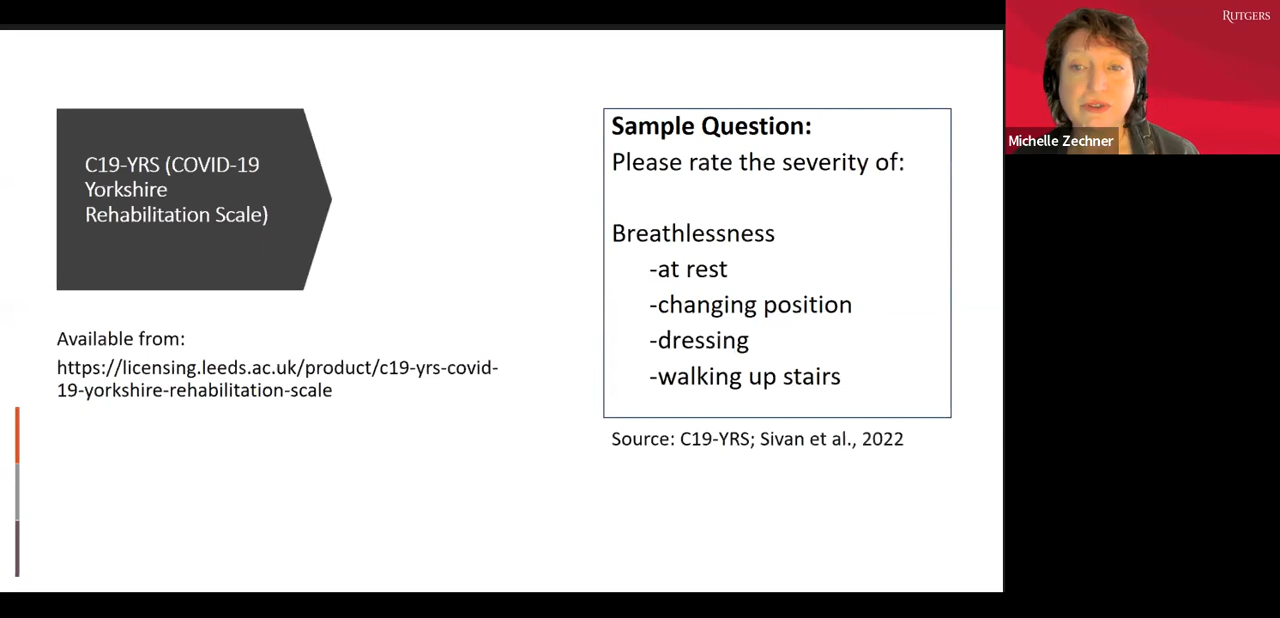 C19-YRS (COVID-19
Yorkshire
Rehabilitation Scale)
Available from:
https://licensing.leeds.ac.uk/product/c19-yrs-covid-
19-yorkshire-rehabilitation-scale
Sample Question:
Please rate the severity of:
Breathlessness
-at rest
-changing position
-dressing
-walking up stairs
Source: C19-YRS; Sivan et al., 2022
RUTGERS
Michelle Zechner